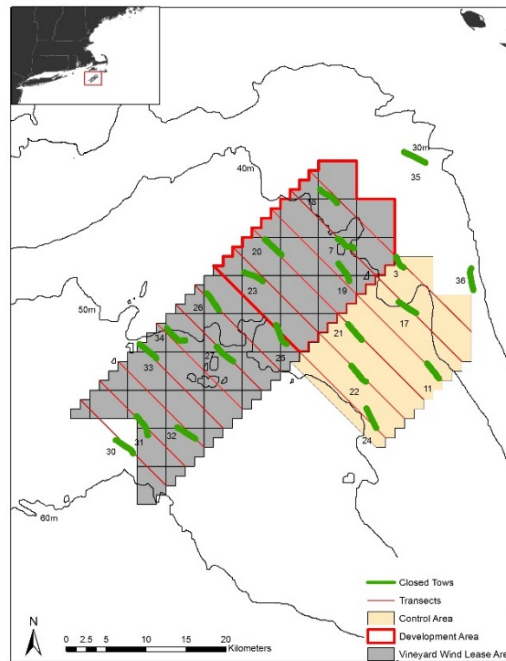 30m
35
40m
18
20
7
3
36
23
19
50m
26
17
34
21
33
27
25
22
11
24
31
32
30
60m
Closed Tows
Transects
Control Area
Development Area
Vineyard Wind Lease Area
N
0 2.5 5 10 15 20
Kilometers